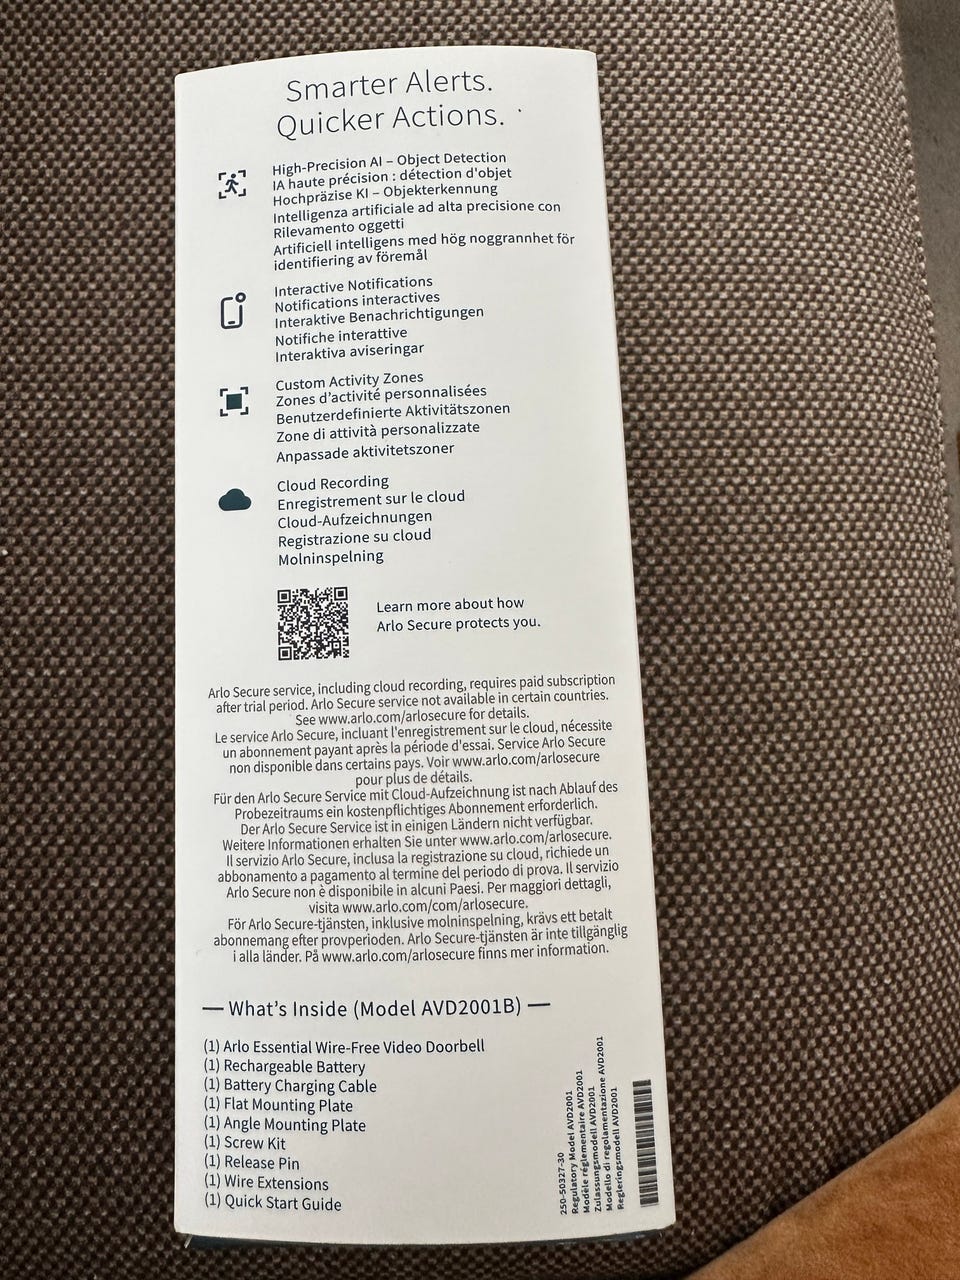 Smarter Alerts.
Quicker Actions.
High-Precision AI – Object Detection
IA haute précision : détection d'objet
Hochpräzise KI – Objekterkennung
Intelligenza artificiale ad alta precisione con
Rilevamento oggetti
Artificiell intelligens med hög noggrannhet för
identifiering av föremål
Interactive Notifications
Notifications interactives
Interaktive Benachrichtigungen
Notifiche interattive
Interaktiva aviseringar
Custom Activity Zones
Zones d'activité personnalisées
Benutzerdefinierte Aktivitätszonen
Zone di attività personalizzate
Anpassade aktivitetszoner
Cloud Recording
Enregistrement sur le cloud
Cloud-Aufzeichnungen
Registrazione su cloud
Molninspelning
Learn more about how
Arlo Secure protects you.
Arlo Secure service, including cloud recording, requires paid subscription
after trial period. Arlo Secure service not available in certain countries.
See www.arlo.com/arlosecure for details.
Le service Arlo Secure, incluant l'enregistrement sur le cloud, nécessite
un abonnement payant après la période d'essai. Service Arlo Secure
non disponible dans certains pays. Voir www.arlo.com/arlosecure
pour plus de détails.
Für den Arlo Secure Service mit Cloud-Aufzeichnung ist nach Ablauf des
Probezeitraums ein kostenpflichtiges Abonnement erforderlich.
Der Arlo Secure Service ist in einigen Ländern nicht verfügbar.
Weitere Informationen erhalten Sie unter www.arlo.com/arlosecure.
Il servizio Arlo Secure, inclusa la registrazione su cloud, richiede un
abbonamento a pagamento al termine del periodo di prova. Il servizio
Arlo Secure non è disponibile in alcuni Paesi. Per maggiori dettagli,
visita www.arlo.com/com/arlosecure.
För Arlo Secure-tjänsten, inklusive molninspelning, krävs ett betalt
abonnemang efter provperioden. Arlo Secure-tjänsten är inte tillgänglig
i alla länder. På www.arlo.com/arlosecure finns mer information.
What's Inside (Model AVD2001B)
(1) Arlo Essential Wire-Free Video Doorbell
(1) Rechargeable Battery
(1) Battery Charging Cable
(1) Flat Mounting Plate
(1) Angle Mounting Plate
(1) Screw Kit
(1) Release Pin
(1) Wire Extensions
(1) Quick Start Guide
250-50327-30
Regulatory Model AVD2001
Modèle réglementaire AVD2001
Zulassungsmodell AVD2001
Modello di regolamentazione AVD2001
Regleringsmodell AVD2001